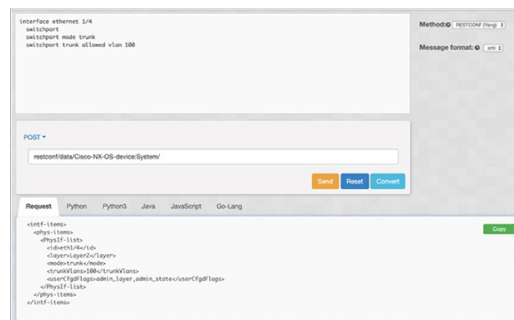 interface ethernet 1/4
switchport
switchport mode trunk
switchport trunk allowed vlan 100
Method: RESTCONF (Yang)
Message format: xml
POST
restconf/data/Cisco-NX-OS-device:System/
Send Reset Convert
Request Python Python3 Java JavaScript Go-Lang
Copy
<intf-items>
<phys-items>
<PhysIf-list>
<id>eth1/4</id>
<layer>Layer2</layer>
<mode>trunk</mode>
<trunkVlans>100</trunkVlans>
<userCfgdFlags>admin_layer,admin_state</userCfgdFlags>
</PhysIf-list>
</phys-items>
</intf-items>